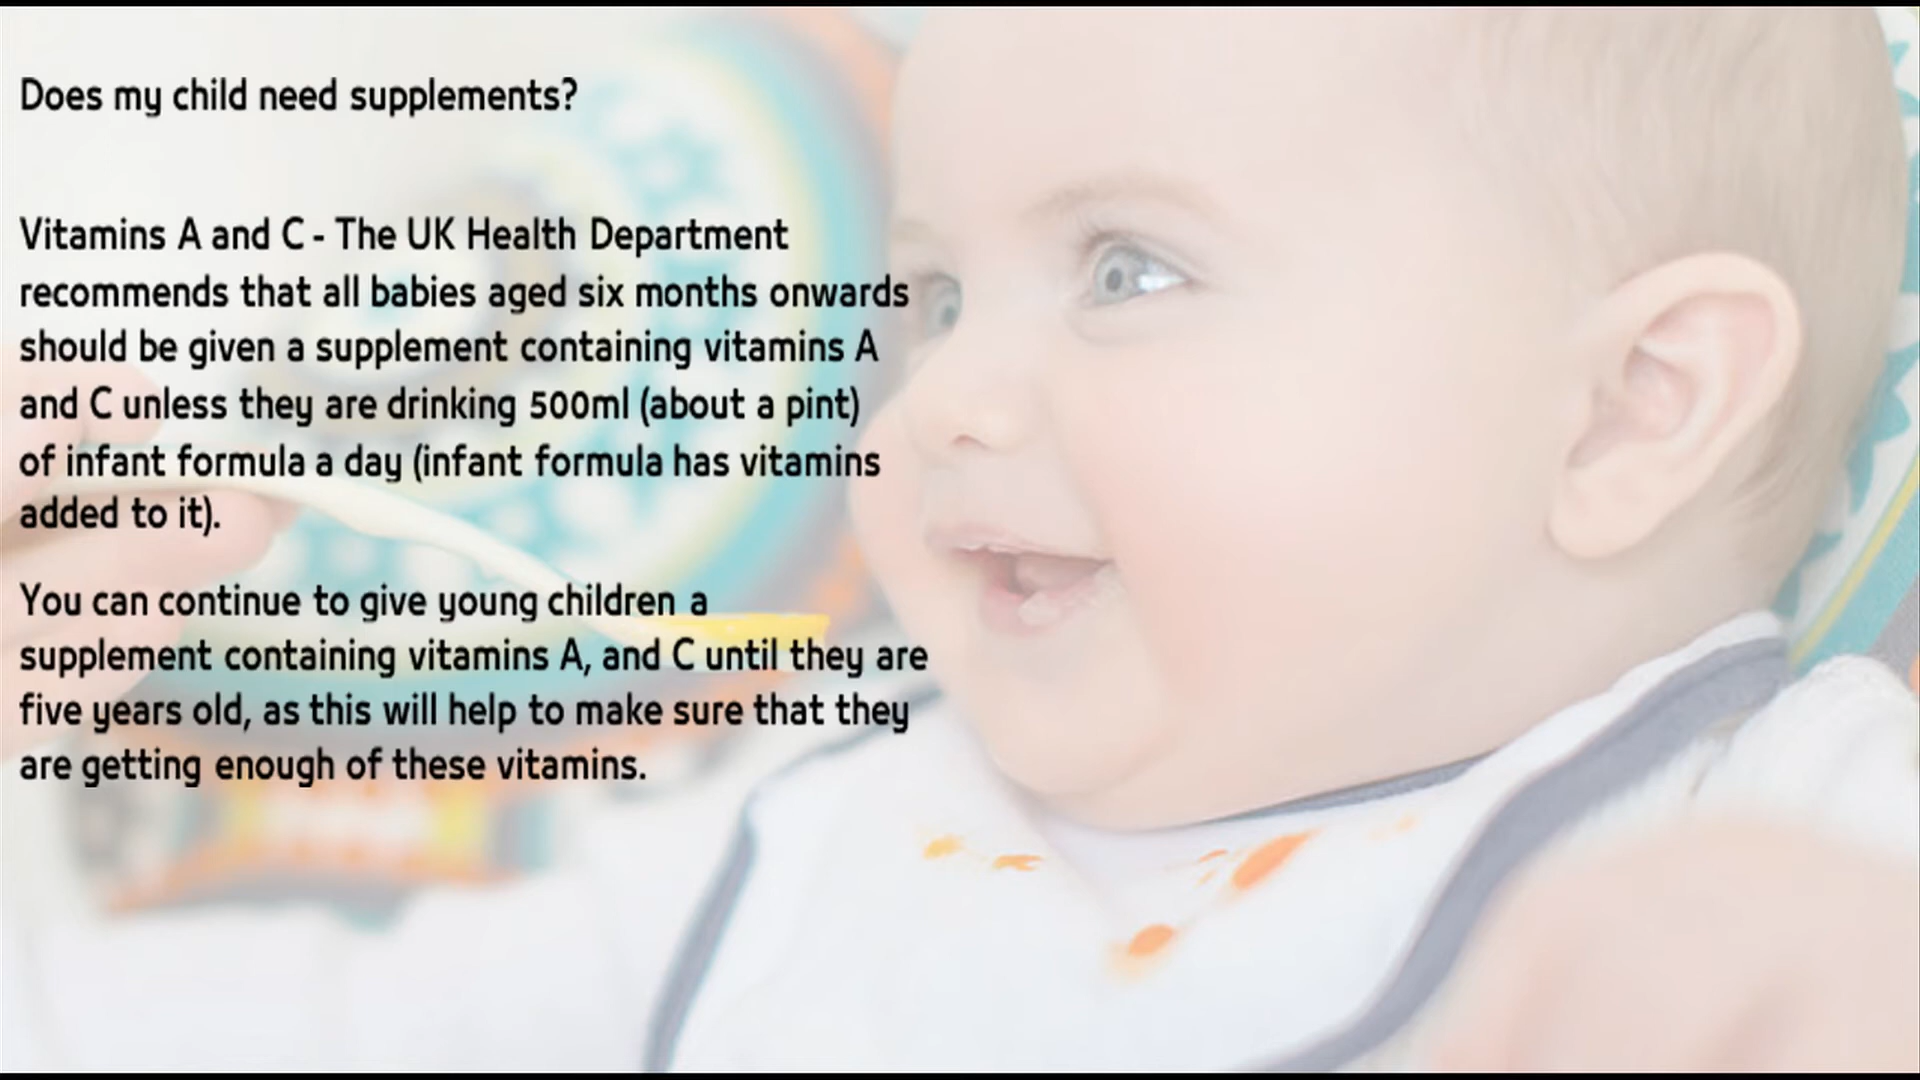 Does my child need supplements?
Vitamins A and C - The UK Health Department
recommends that all babies aged six months onwards
should be given a supplement containing vitamins A
and C unless they are drinking 500ml (about a pint)
of infant formula a day (infant formula has vitamins
added to it).
You can continue to give young children a
supplement containing vitamins A, and C until they are
five years old, as this will help to make sure that they
are getting enough of these vitamins.